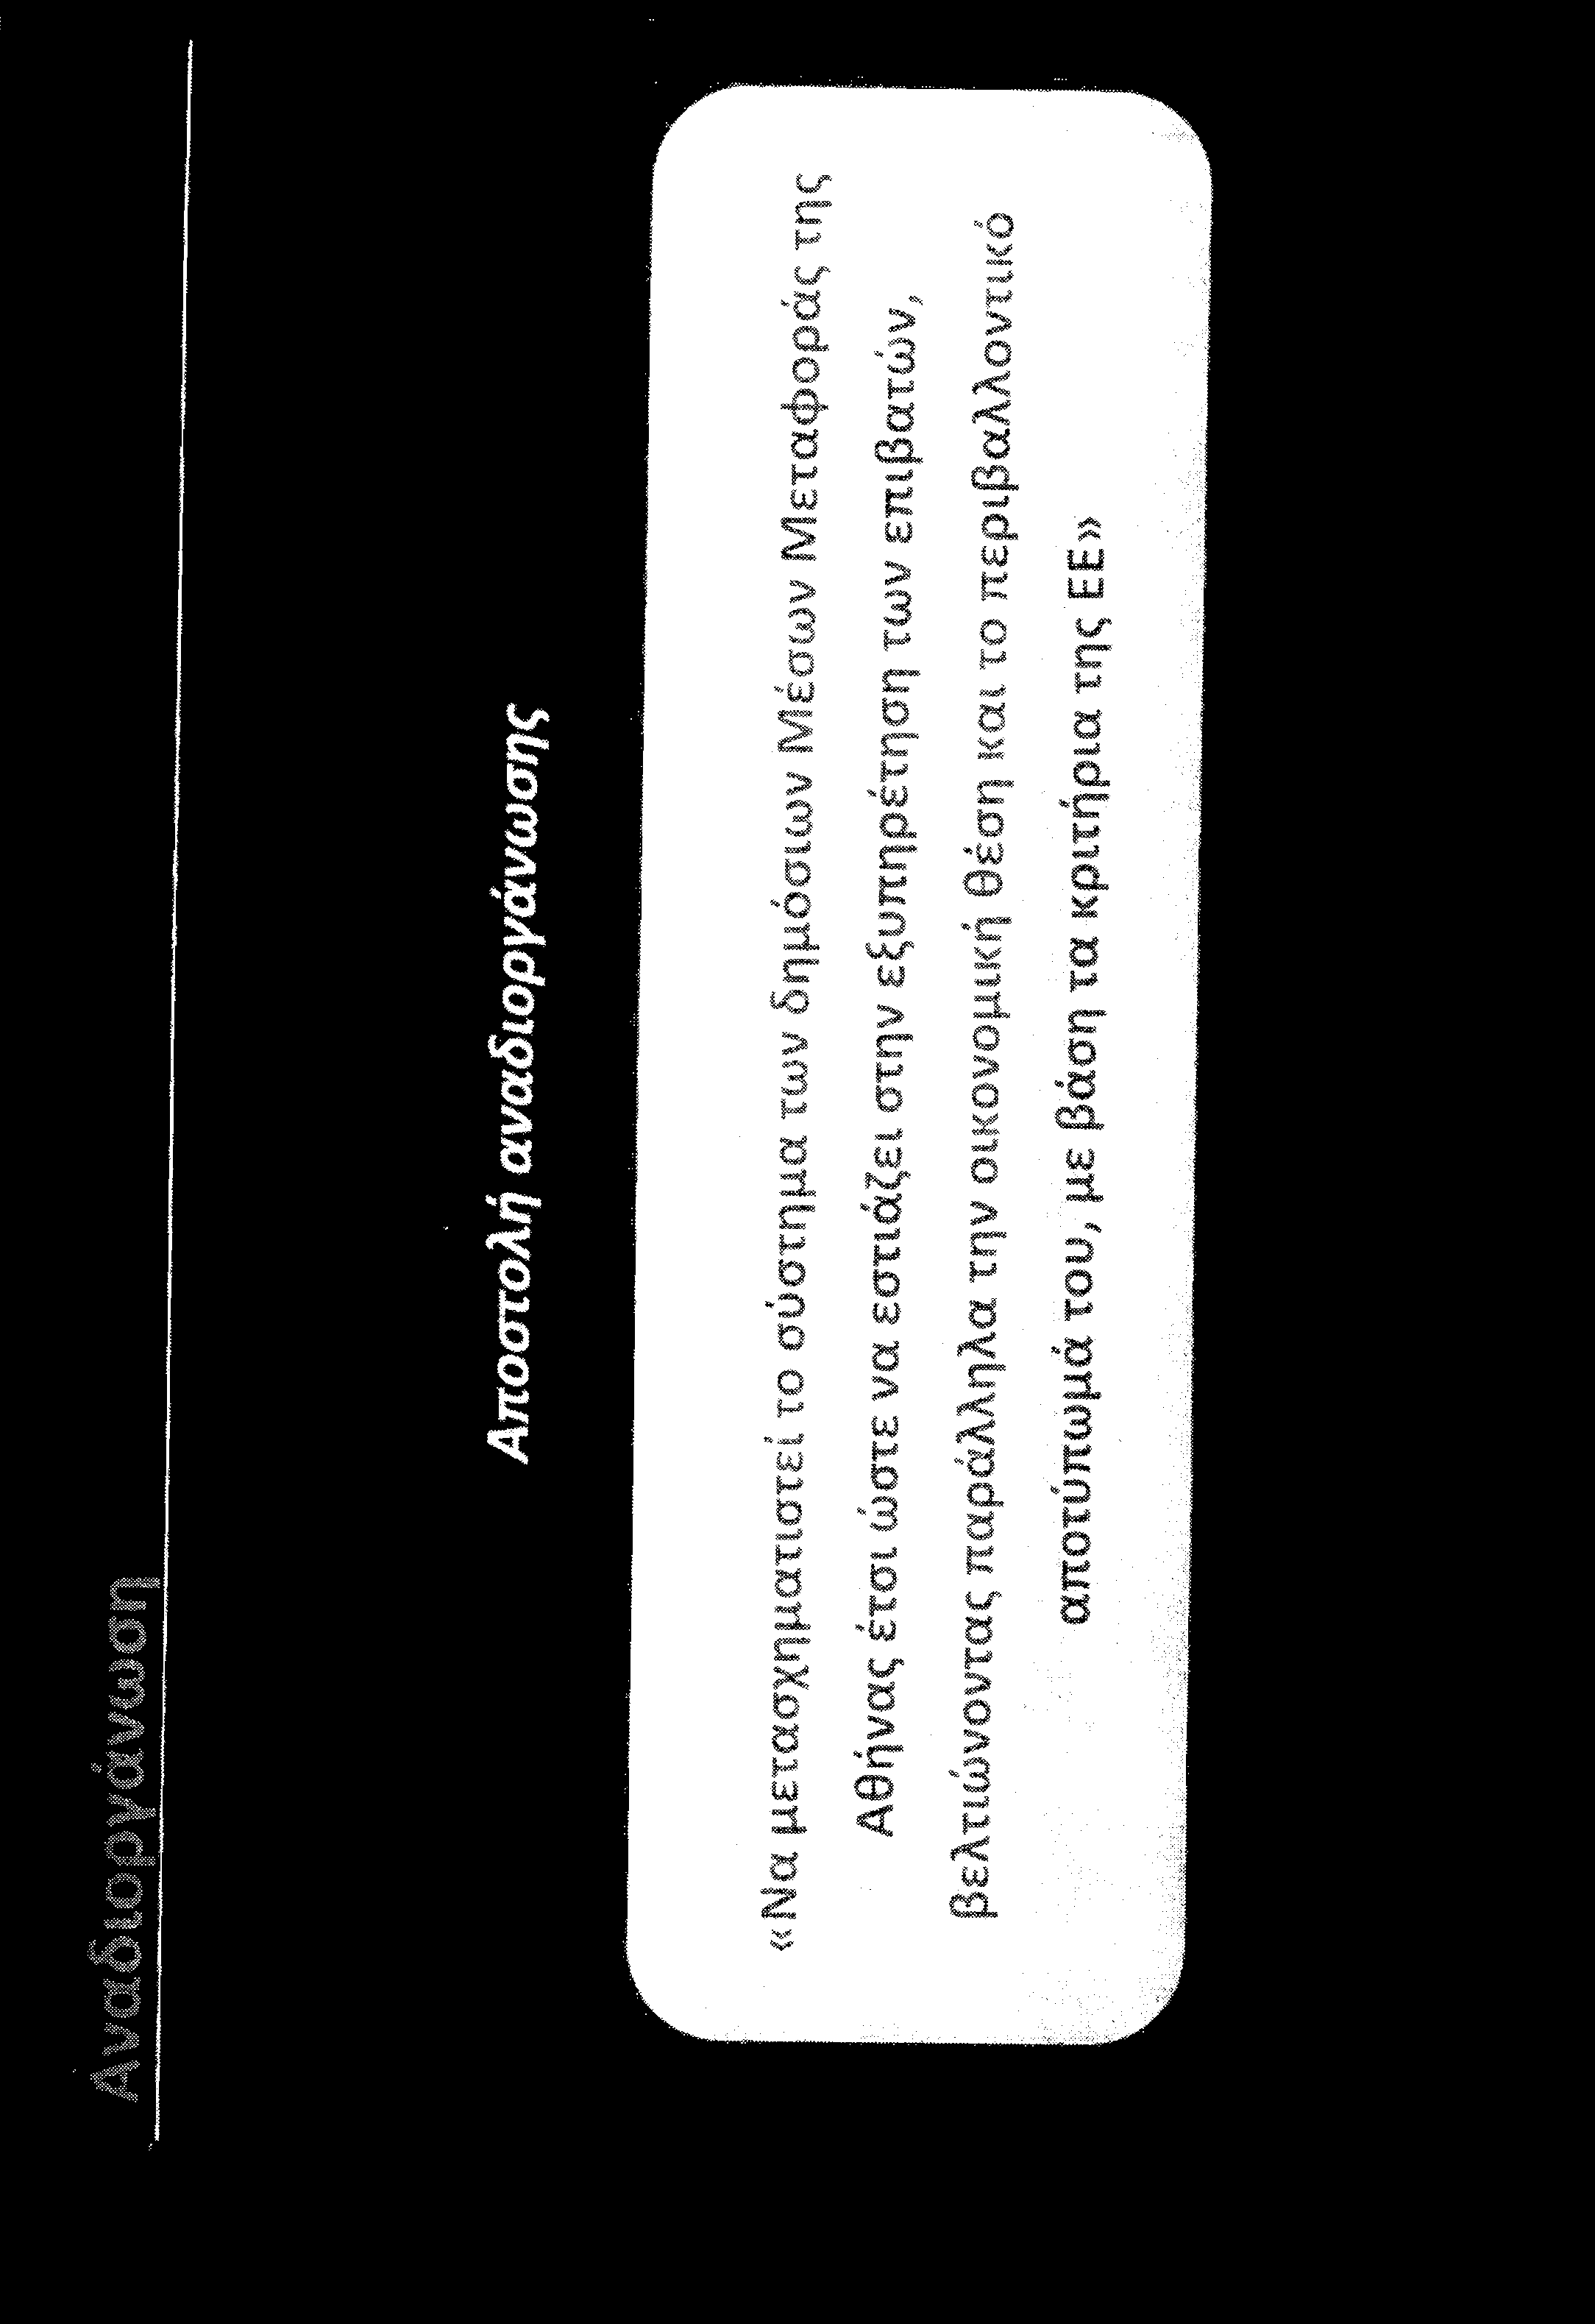 Αναδιοργάνωση
Αποστολή αναδιοργάνωσης
«Να μετασχηματιστεί το σύστημα των δημόσιων Μέσων Μεταφοράς της
Αθήνας έτσι ώστε να εστιάζει στην εξυπηρέτηση των επιβατών,
βελτιώνοντας παράλληλα την οικονομική θέση και το περιβαλλοντικό
αποτύπωμά του, με βάση τα κριτήρια της ΕΕ»